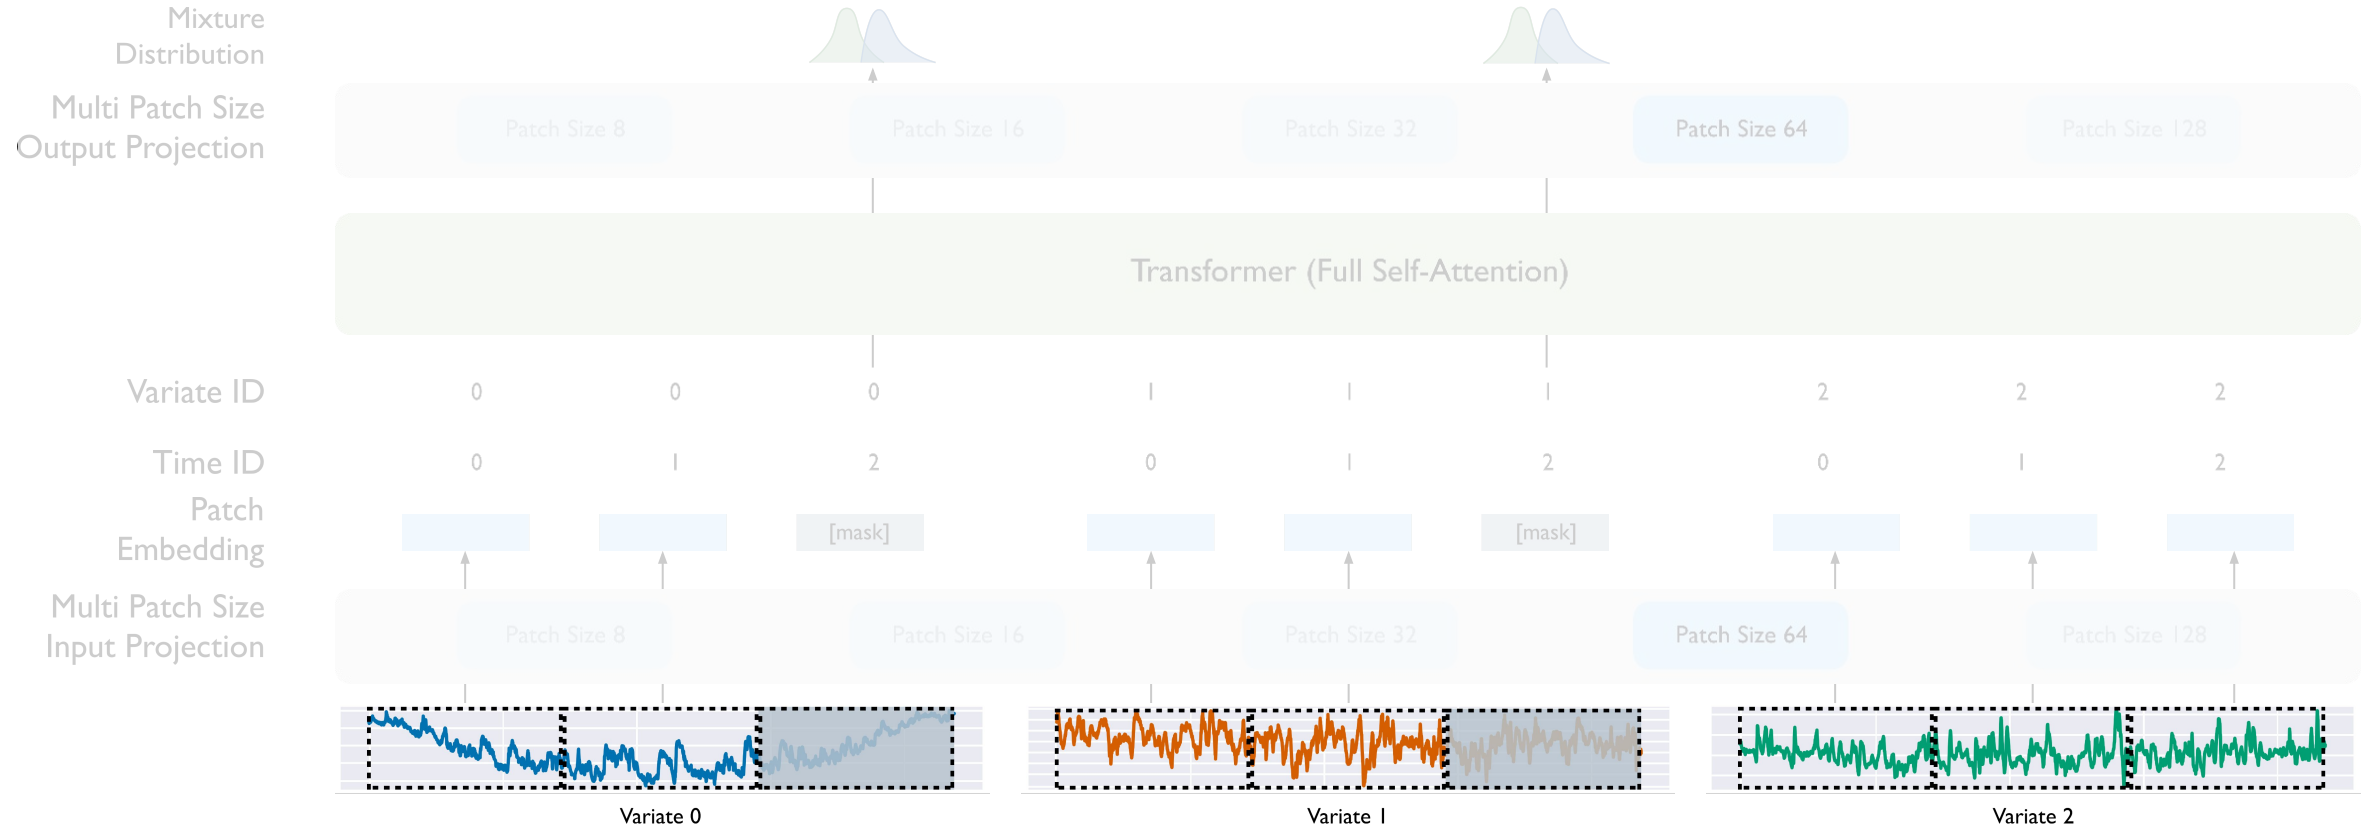 Mixture
Distribution
Multi Patch Size
Output Projection
Patch Size 8
Patch Size 16
Patch Size 32
Patch Size 64
Patch Size 128
Transformer (Full Self-Attention)
Variate ID
0 0 0 1 1 1 2 2 2
Time ID
0 1 2 0 1 2 0 1 2
Patch
Embedding
[mask]
[mask]
Multi Patch Size
Input Projection
Patch Size 8
Patch Size 16
Patch Size 32
Patch Size 64
Patch Size 128
Variate 0
Variate 1
Variate 2